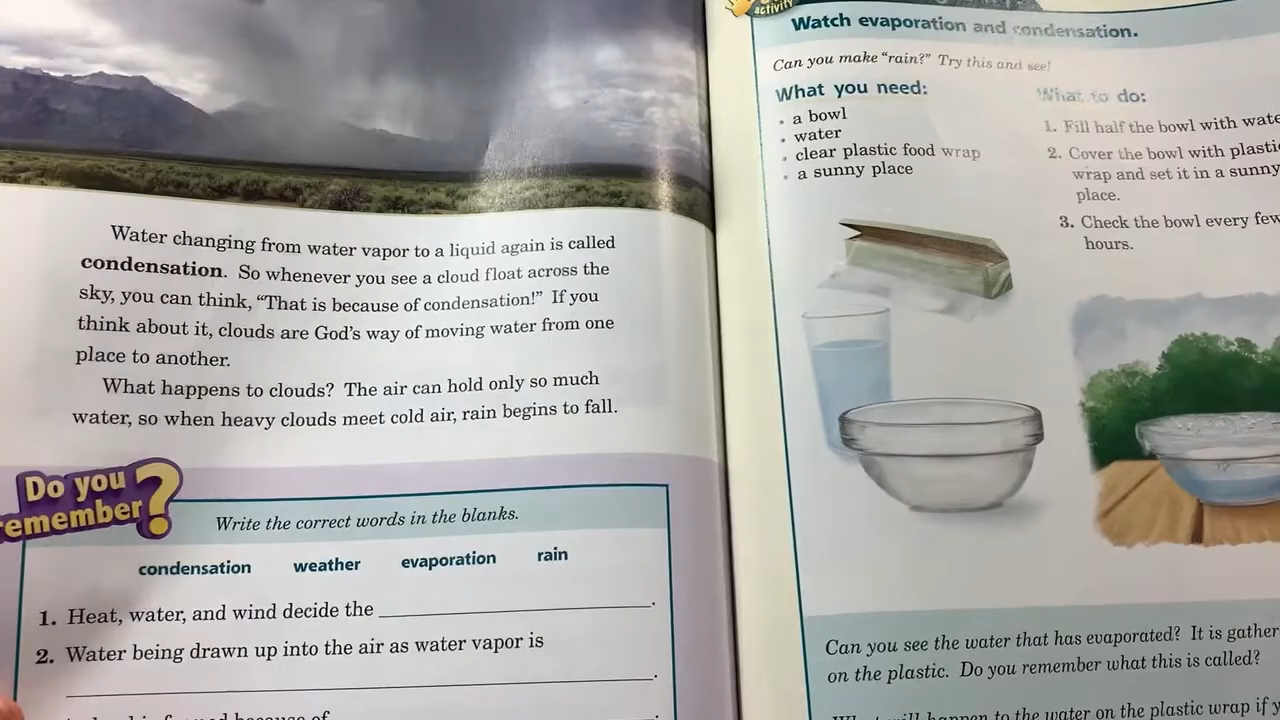 Water changing from water vapor to a liquid again is called
condensation. So whenever you see a cloud float across the
sky, you can think, "That is because of condensation!" If you
think about it, clouds are God's way of moving water from one
place to another.
What happens to clouds? The air can hold only so much
water, so when heavy clouds meet cold air, rain begins to fall.
Do you
emember?
Write the correct words in the blanks.
condensation weather evaporation rain
1. Heat, water, and wind decide the .
2. Water being drawn up into the air as water vapor is
.
because of .
activity
Watch evaporation and condensation.
Can you make "rain?" Try this and see!
What you need:
• a bowl
• water
• clear plastic food wrap
• a sunny place
What to do:
1. Fill half the bowl with wate
2. Cover the bowl with plasti
wrap and set it in a sunny
place.
3. Check the bowl every few
hours.
Can you see the water that has evaporated? It is gather
on the plastic. Do you remember what this is called?
will happen to the water on the plastic wrap if y